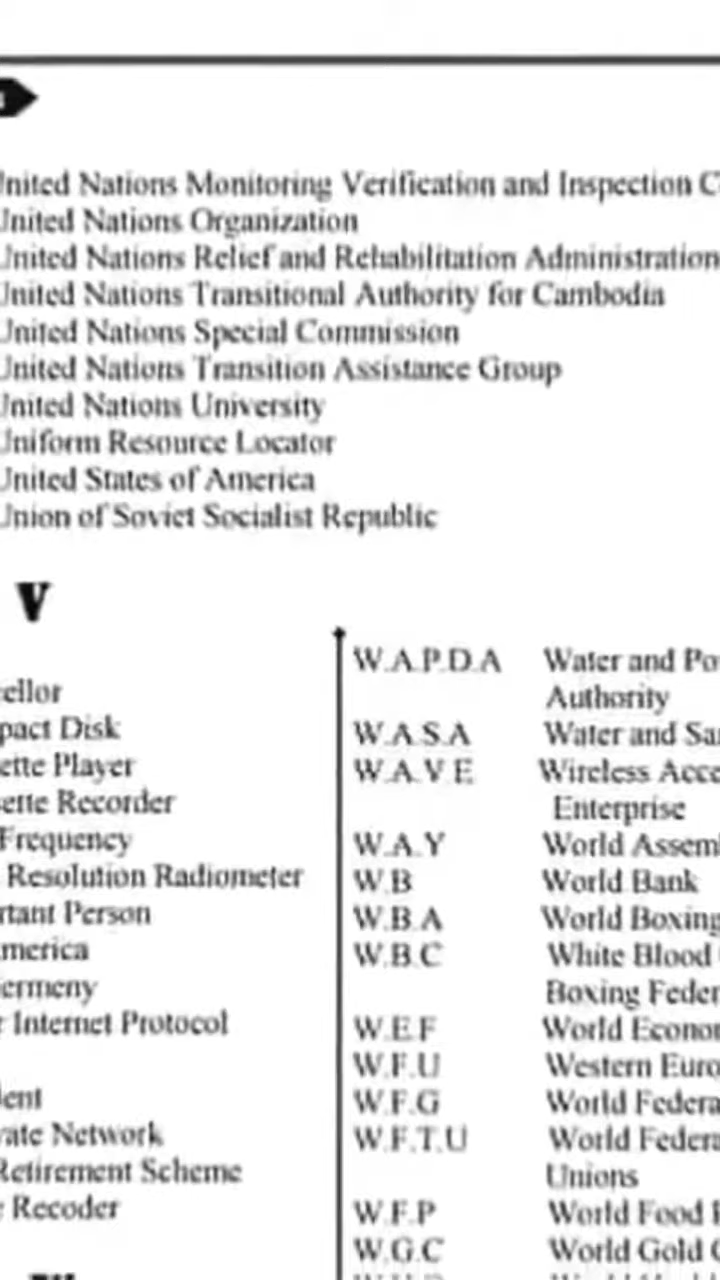 United Nations Monitoring Verification and Inspection C
United Nations Organization
United Nations Relief and Rehabilitation Administration
United Nations Transitional Authority for Cambodia
United Nations Special Commission
United Nations Transition Assistance Group
United Nations University
Uniform Resource Locator
United States of America
Union of Soviet Socialist Republic
V
ellor
pact Disk
ette Player
sette Recorder
Frequency
Resolution Radiometer
rtant Person
merica
ermeny
r Internet Protocol
lent
vate Network
Retirement Scheme
r Recoder
W.A.P.D.A Water and Po
Authority
W.A.S.A Water and Sa
W.A.V.E Wireless Acce
Enterprise
W.A.Y World Assem
W.B World Bank
W.B.A World Boxing
W.B.C White Blood
Boxing Feder
W.E.F World Econo
W.F.U Western Euro
W.F.G World Federa
W.F.T.U World Federa
Unions
W.F.P World Food
W.G.C World Gold